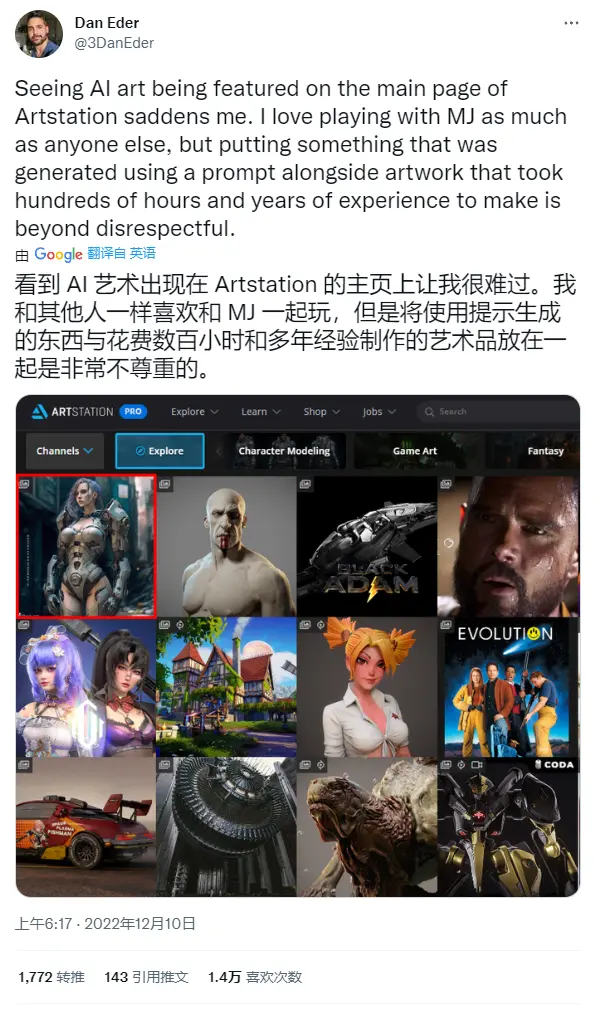 Dan Eder
@3DanEder
Seeing AI art being featured on the main page of
Artstation saddens me. I love playing with MJ as much
as anyone else, but putting something that was
generated using a prompt alongside artwork that took
hundreds of hours and years of experience to make is
beyond disrespectful.
由 Google 翻译自 英语
看到 AI 艺术出现在 Artstation 的主页上让我很难过。我
和其他人一样喜欢和 MJ 一起玩，但是将使用提示生成
的东西与花费数百小时和多年经验制作的艺术品放在一
起是非常不尊重的。
ARTSTATION PRO Explore Learn Shop Jobs Search
Channels Explore Character Modeling Game Art Fantasy
BLACK
ADAM
EVOLUTION
CODA
上午6:17 · 2022年12月10日
1,772 转推 143 引用推文 1.4万 喜欢次数